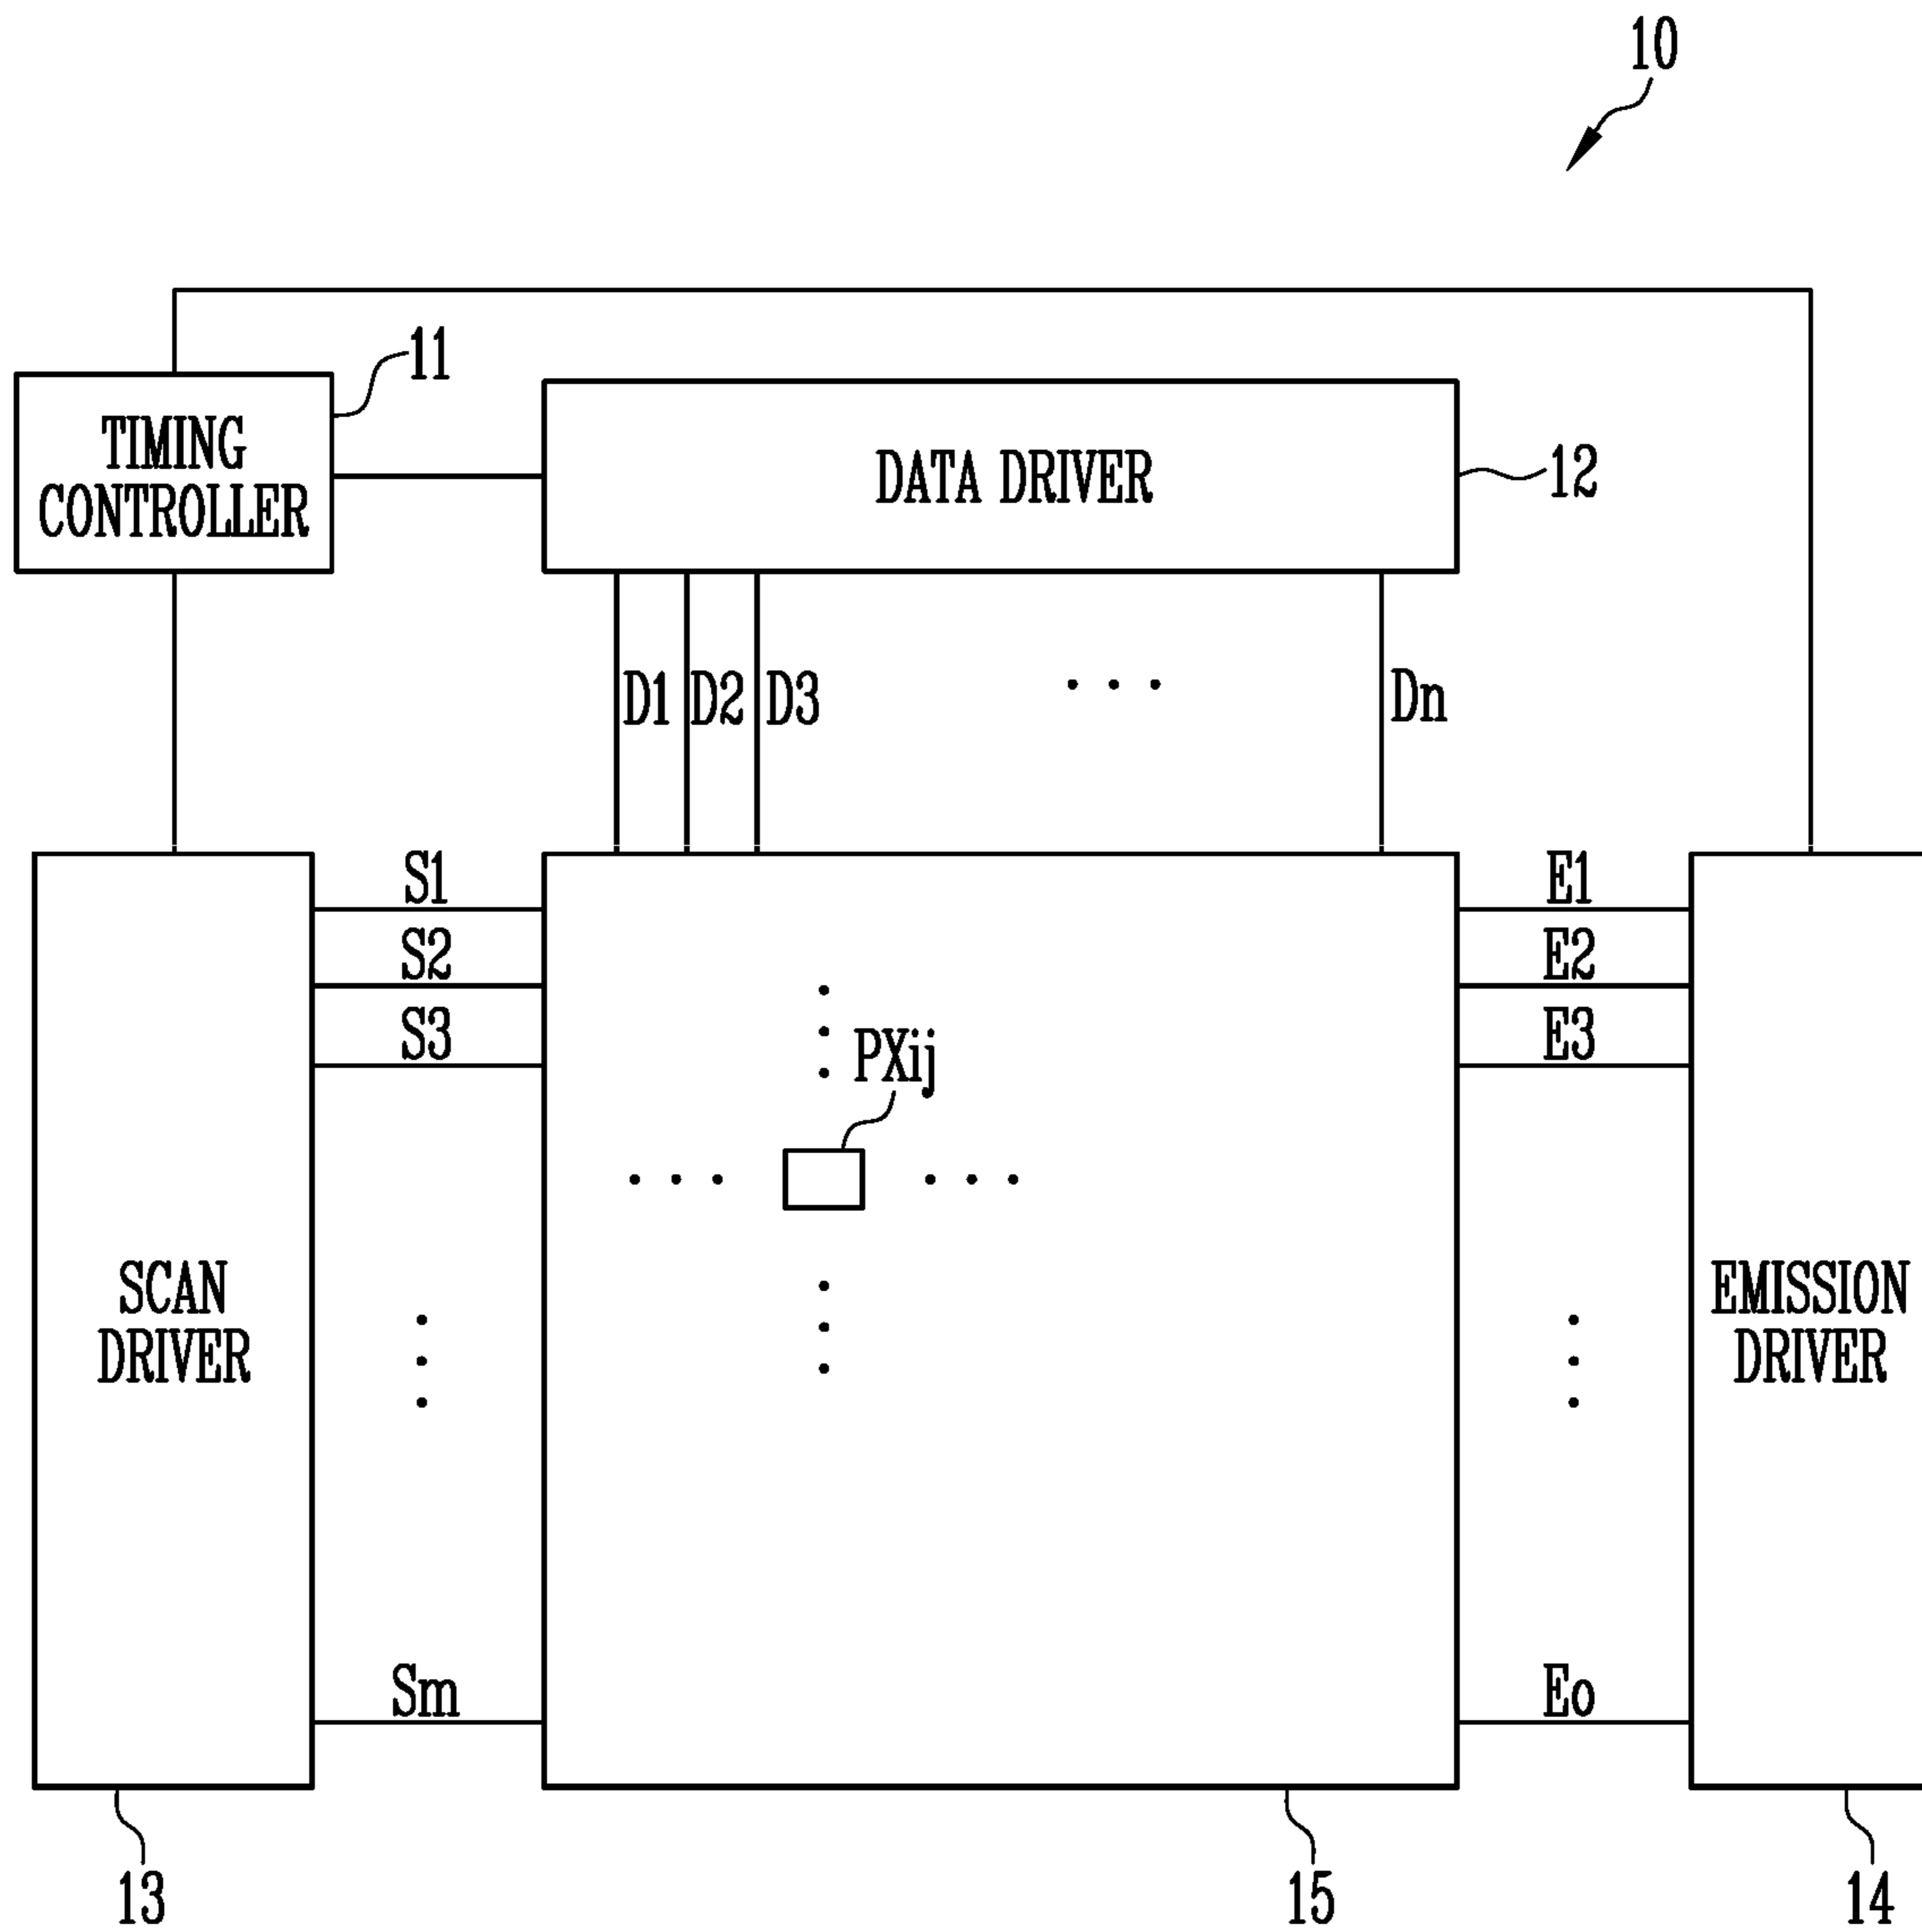 10
11
TIMING
CONTROLLER
DATA DRIVER
12
D1
D2
D3
Dn
S1
S2
S3
Sm
E1
E2
E3
Eo
PXij
SCAN
DRIVER
EMISSION
DRIVER
13
15
14